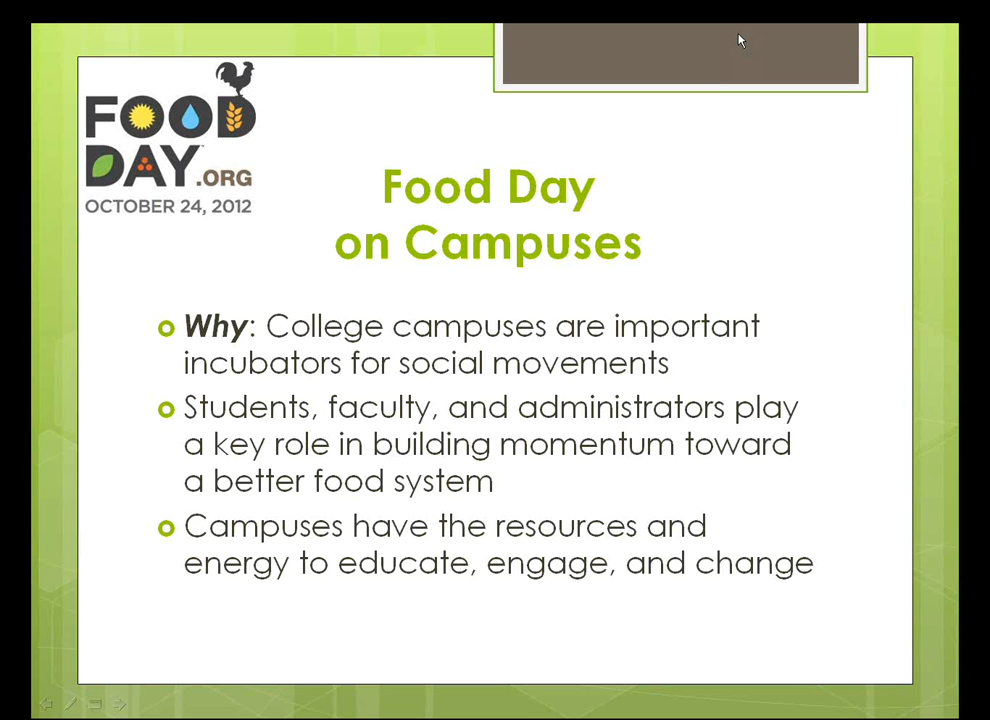 FOOD
DAY.ORG
OCTOBER 24, 2012
Food Day
on Campuses
Why: College campuses are important
incubators for social movements
Students, faculty, and administrators play
a key role in building momentum toward
a better food system
Campuses have the resources and
energy to educate, engage, and change